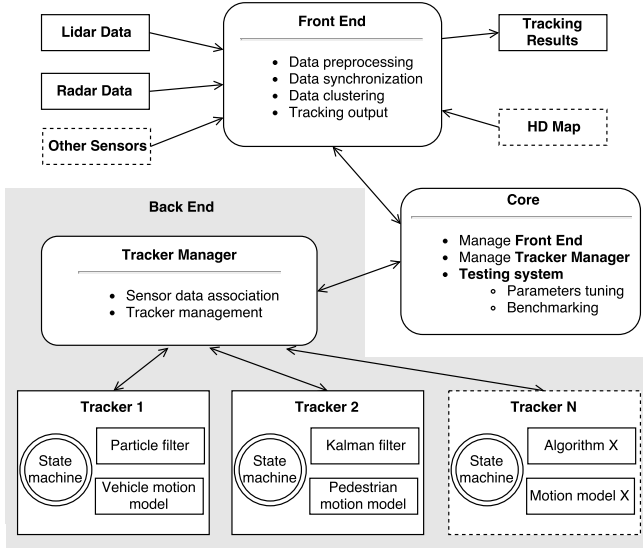 Lidar Data
Radar Data
Other Sensors
Front End
• Data preprocessing
• Data synchronization
• Data clustering
• Tracking output
Tracking
Results
HD Map
Back End
Core
• Manage Front End
• Manage Tracker Manager
• Testing system
∘ Parameters tuning
∘ Benchmarking
Tracker Manager
• Sensor data association
• Tracker management
Tracker 1
State
machine
Particle filter
Vehicle motion
model
Tracker 2
State
machine
Kalman filter
Pedestrian
motion model
Tracker N
State
machine
Algorithm X
Motion model X